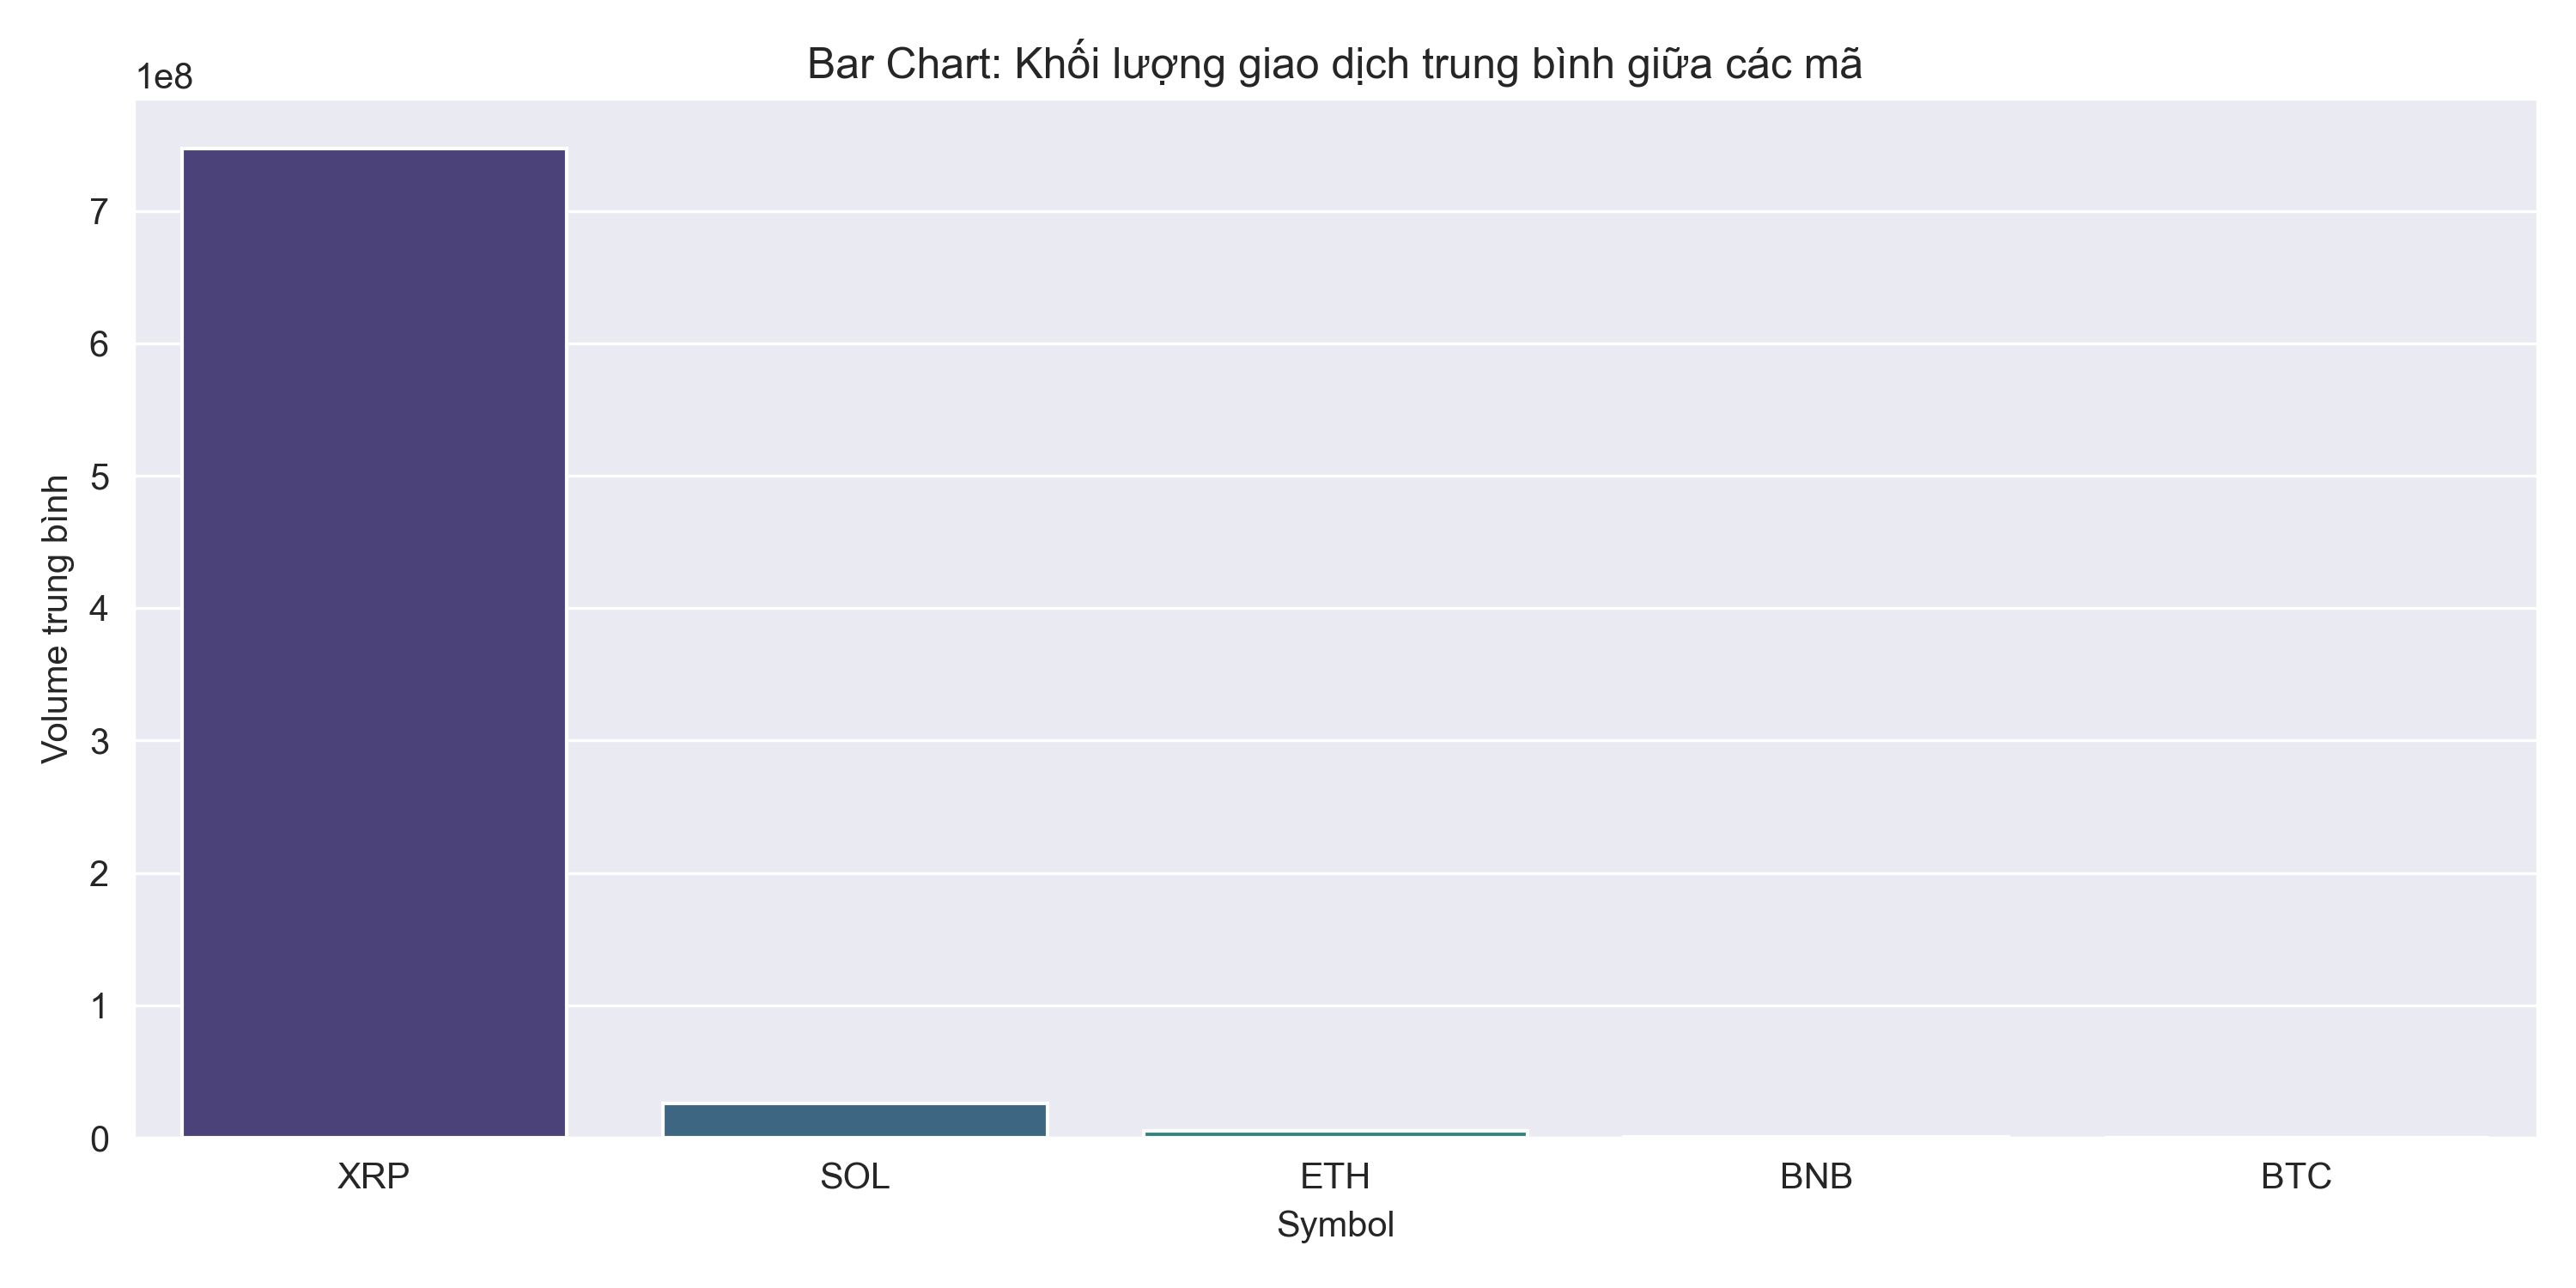 Bar Chart: Khối lượng giao dịch trung bình giữa các mã
1e8
7
6
5
4
3
2
1
0
Volume trung bình
XRP
SOL
ETH
BNB
BTC
Symbol